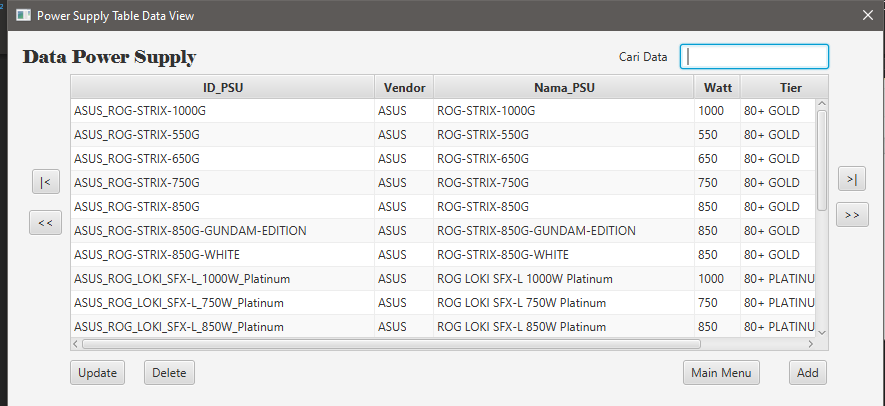 Power Supply Table Data View
Data Power Supply
Cari Data
ID_PSU Vendor Nama_PSU Watt Tier
ASUS_ROG-STRIX-1000G ASUS ROG-STRIX-1000G 1000 80+ GOLD
ASUS_ROG-STRIX-550G ASUS ROG-STRIX-550G 550 80+ GOLD
ASUS_ROG-STRIX-650G ASUS ROG-STRIX-650G 650 80+ GOLD
ASUS_ROG-STRIX-750G ASUS ROG-STRIX-750G 750 80+ GOLD
ASUS_ROG-STRIX-850G ASUS ROG-STRIX-850G 850 80+ GOLD
ASUS_ROG-STRIX-850G-GUNDAM-EDITION ASUS ROG-STRIX-850G-GUNDAM-EDITION 850 80+ GOLD
ASUS_ROG-STRIX-850G-WHITE ASUS ROG-STRIX-850G-WHITE 850 80+ GOLD
ASUS_ROG_LOKI_SFX-L_1000W_Platinum ASUS ROG LOKI SFX-L 1000W Platinum 1000 80+ PLATINU
ASUS_ROG_LOKI_SFX-L_750W_Platinum ASUS ROG LOKI SFX-L 750W Platinum 750 80+ PLATINU
ASUS_ROG_LOKI_SFX-L_850W_Platinum ASUS ROG LOKI SFX-L 850W Platinum 850 80+ PLATINU
|< >|
<< >>
Update Delete Main Menu Add